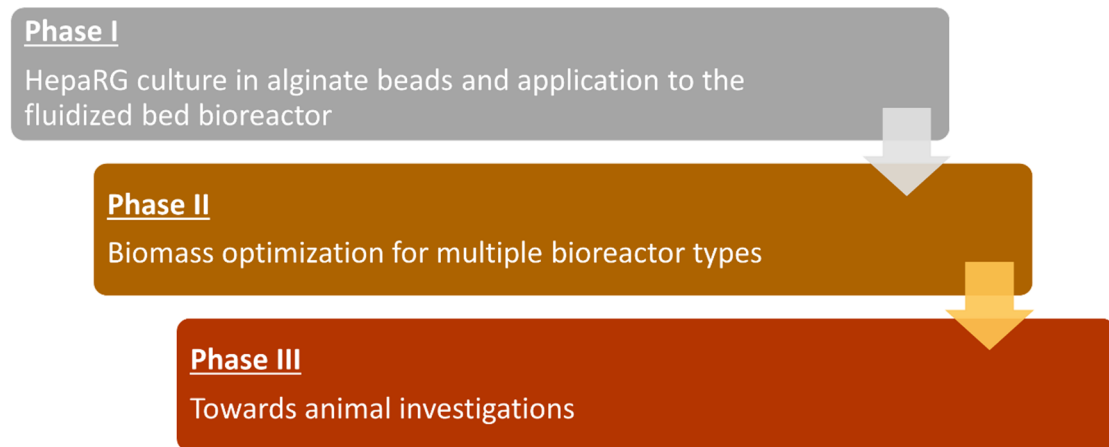 Phase I
HepaRG culture in alginate beads and application to the
fluidized bed bioreactor
Phase II
Biomass optimization for multiple bioreactor types
Phase III
Towards animal investigations